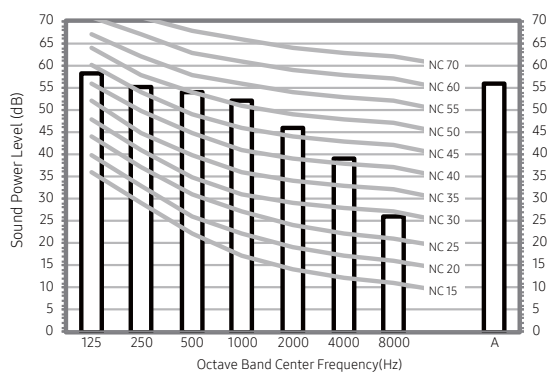 Sound Power Level (dB)
70
65
60
55
50
45
40
35
30
25
20
15
10
5
0
NC 70
NC 60
NC 55
NC 50
NC 45
NC 40
NC 35
NC 30
NC 25
NC 20
NC 15
70
65
60
55
50
45
40
35
30
25
20
15
10
5
0
125 250 500 1000 2000 4000 8000 A
Octave Band Center Frequency(Hz)